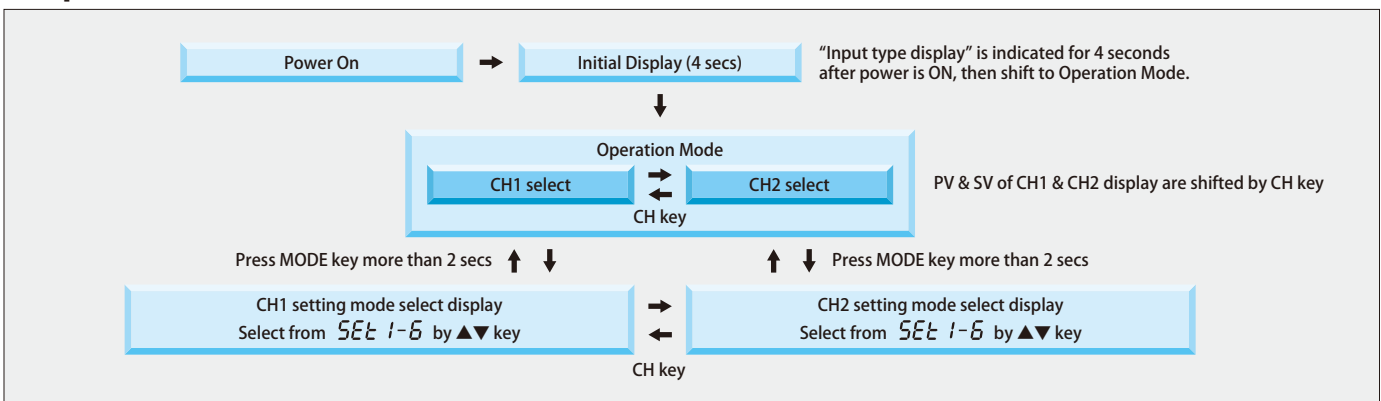 Power On
Initial Display (4 secs)
“Input type display” is indicated for 4 seconds
after power is ON, then shift to Operation Mode.
Operation Mode
CH1 select
CH2 select
PV & SV of CH1 & CH2 display are shifted by CH key
CH key
Press MODE key more than 2 secs
Press MODE key more than 2 secs
CH1 setting mode select display
Select from SEt 1-6 by ▲▼ key
CH2 setting mode select display
Select from SEt 1-6 by ▲▼ key
CH key